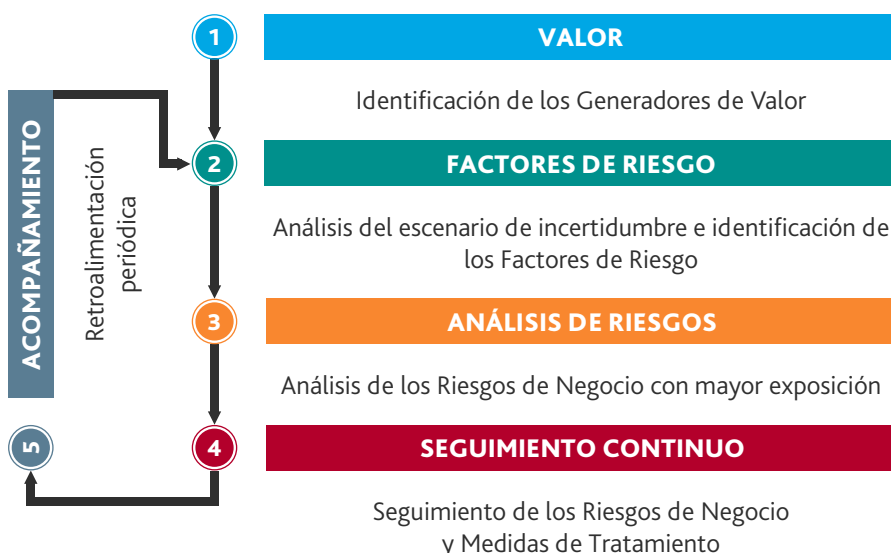 1
VALOR
Identificación de los Generadores de Valor
2
FACTORES DE RIESGO
Análisis del escenario de incertidumbre e identificación de
los Factores de Riesgo
3
ANÁLISIS DE RIESGOS
Análisis de los Riesgos de Negocio con mayor exposición
4
SEGUIMIENTO CONTINUO
Seguimiento de los Riesgos de Negocio
y Medidas de Tratamiento
5
ACOMPAÑAMIENTO
Retroalimentación
periódica